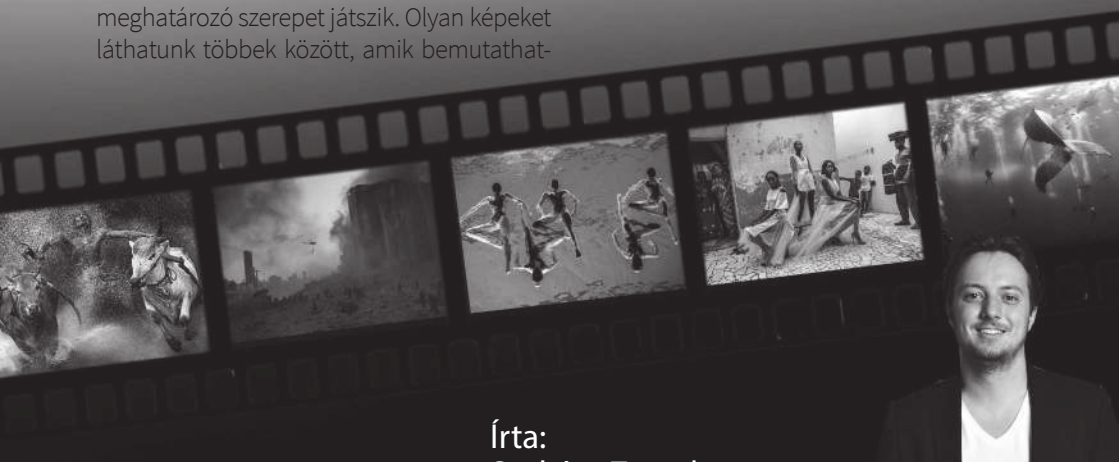 meghatározó szerepet játszik. Olyan képeket
láthatunk többek között, amik bemutathat-
Írta: